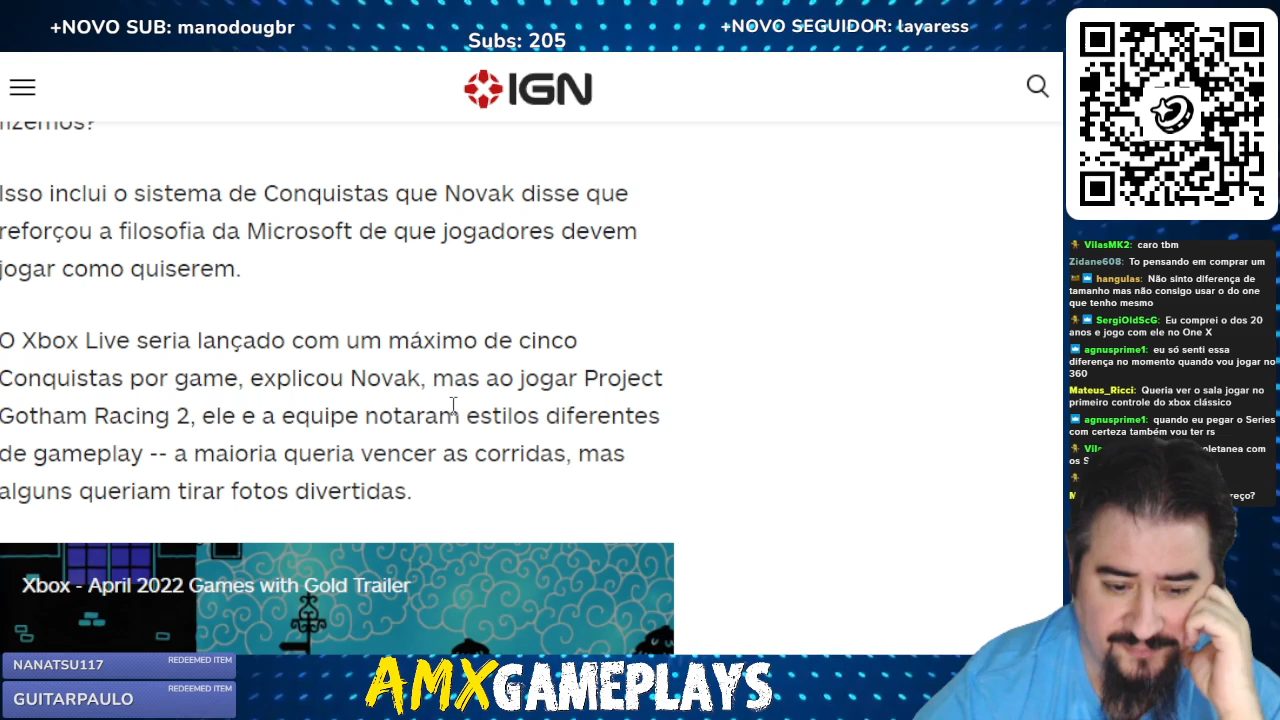 +NOVO SUB: manodougbr
Subs: 205
+NOVO SEGUIDOR: layaress
IGN
fizemos?
Isso inclui o sistema de Conquistas que Novak disse que
reforçou a filosofia da Microsoft de que jogadores devem
jogar como quiserem.
O Xbox Live seria lançado com um máximo de cinco
Conquistas por game, explicou Novak, mas ao jogar Project
Gotham Racing 2, ele e a equipe notaram estilos diferentes
de gameplay -- a maioria queria vencer as corridas, mas
alguns queriam tirar fotos divertidas.
Xbox - April 2022 Games with Gold Trailer
NANATSU117
REDEEMED ITEM
GUITARPAULO
REDEEMED ITEM
AMXGAMEPLAYS
VilasMK2: caro tbm
Zidane608: To pensando em comprar um
hangulas: Não sinto diferença de
tamanho mas não consigo usar o do one
que tenho mesmo
SergiOldScG: Eu comprei o dos 20
anos e jogo com ele no One X
agnusprime1: eu só senti essa
diferença no momento quando vou jogar no
360
Mateus_Ricci: Queria ver o sala jogar no
primeiro controle do xbox clássico
agnusprime1: quando eu pegar o Series
com certeza também vou ter rs
oletanea com
os S